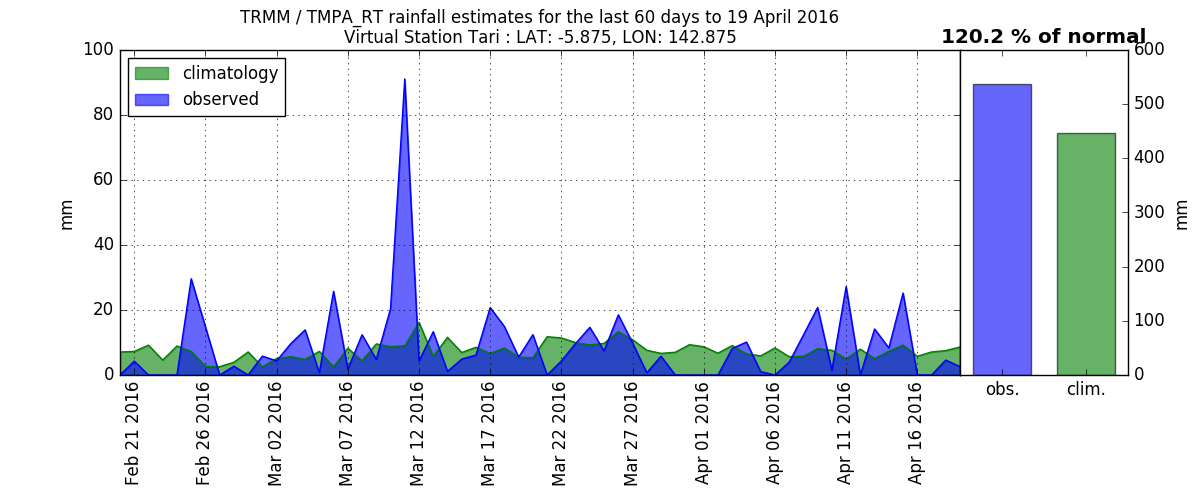 TRMM / TMPA_RT rainfall estimates for the last 60 days to 19 April 2016
Virtual Station Tari : LAT: -5.875, LON: 142.875
120.2 % of normal
climatology
observed
100
80
60
40
20
0
mm
Feb 21 2016
Feb 26 2016
Mar 02 2016
Mar 07 2016
Mar 12 2016
Mar 17 2016
Mar 22 2016
Mar 27 2016
Apr 01 2016
Apr 06 2016
Apr 11 2016
Apr 16 2016
600
500
400
300
200
100
0
mm
obs.
clim.